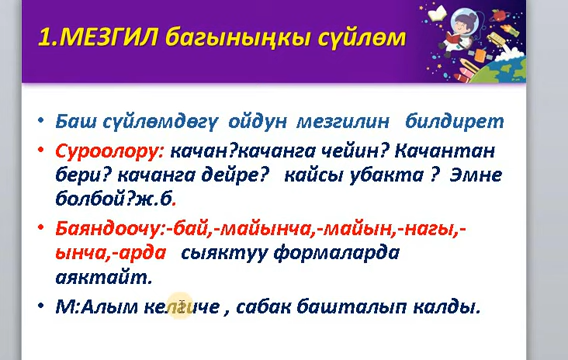 1.МЕЗГИЛ багыныңкы сүйлөм
• Баш сүйлөмдөгү ойдун мезгилин билдирет
• Суроолору: качан?качанга чейин? Качантан
бери? качанга дейре? кайсы убакта ? Эмне
болбой?ж.б.
• Баяндоочу:-бай,-майынча,-майын,-нагы,-
ынча,-арда сыяктуу формаларда
аяктайт.
• М:Алым келгиче , сабак башталып калды.